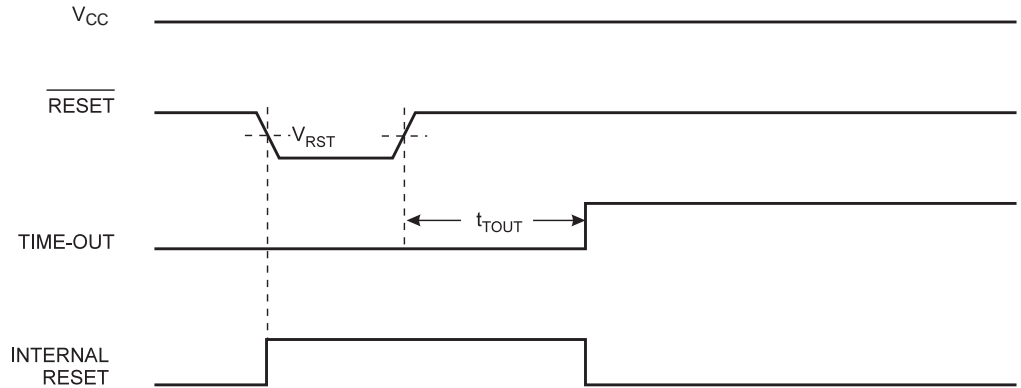 VCC
RESET
VRST
tTOUT
TIME-OUT
INTERNAL
RESET